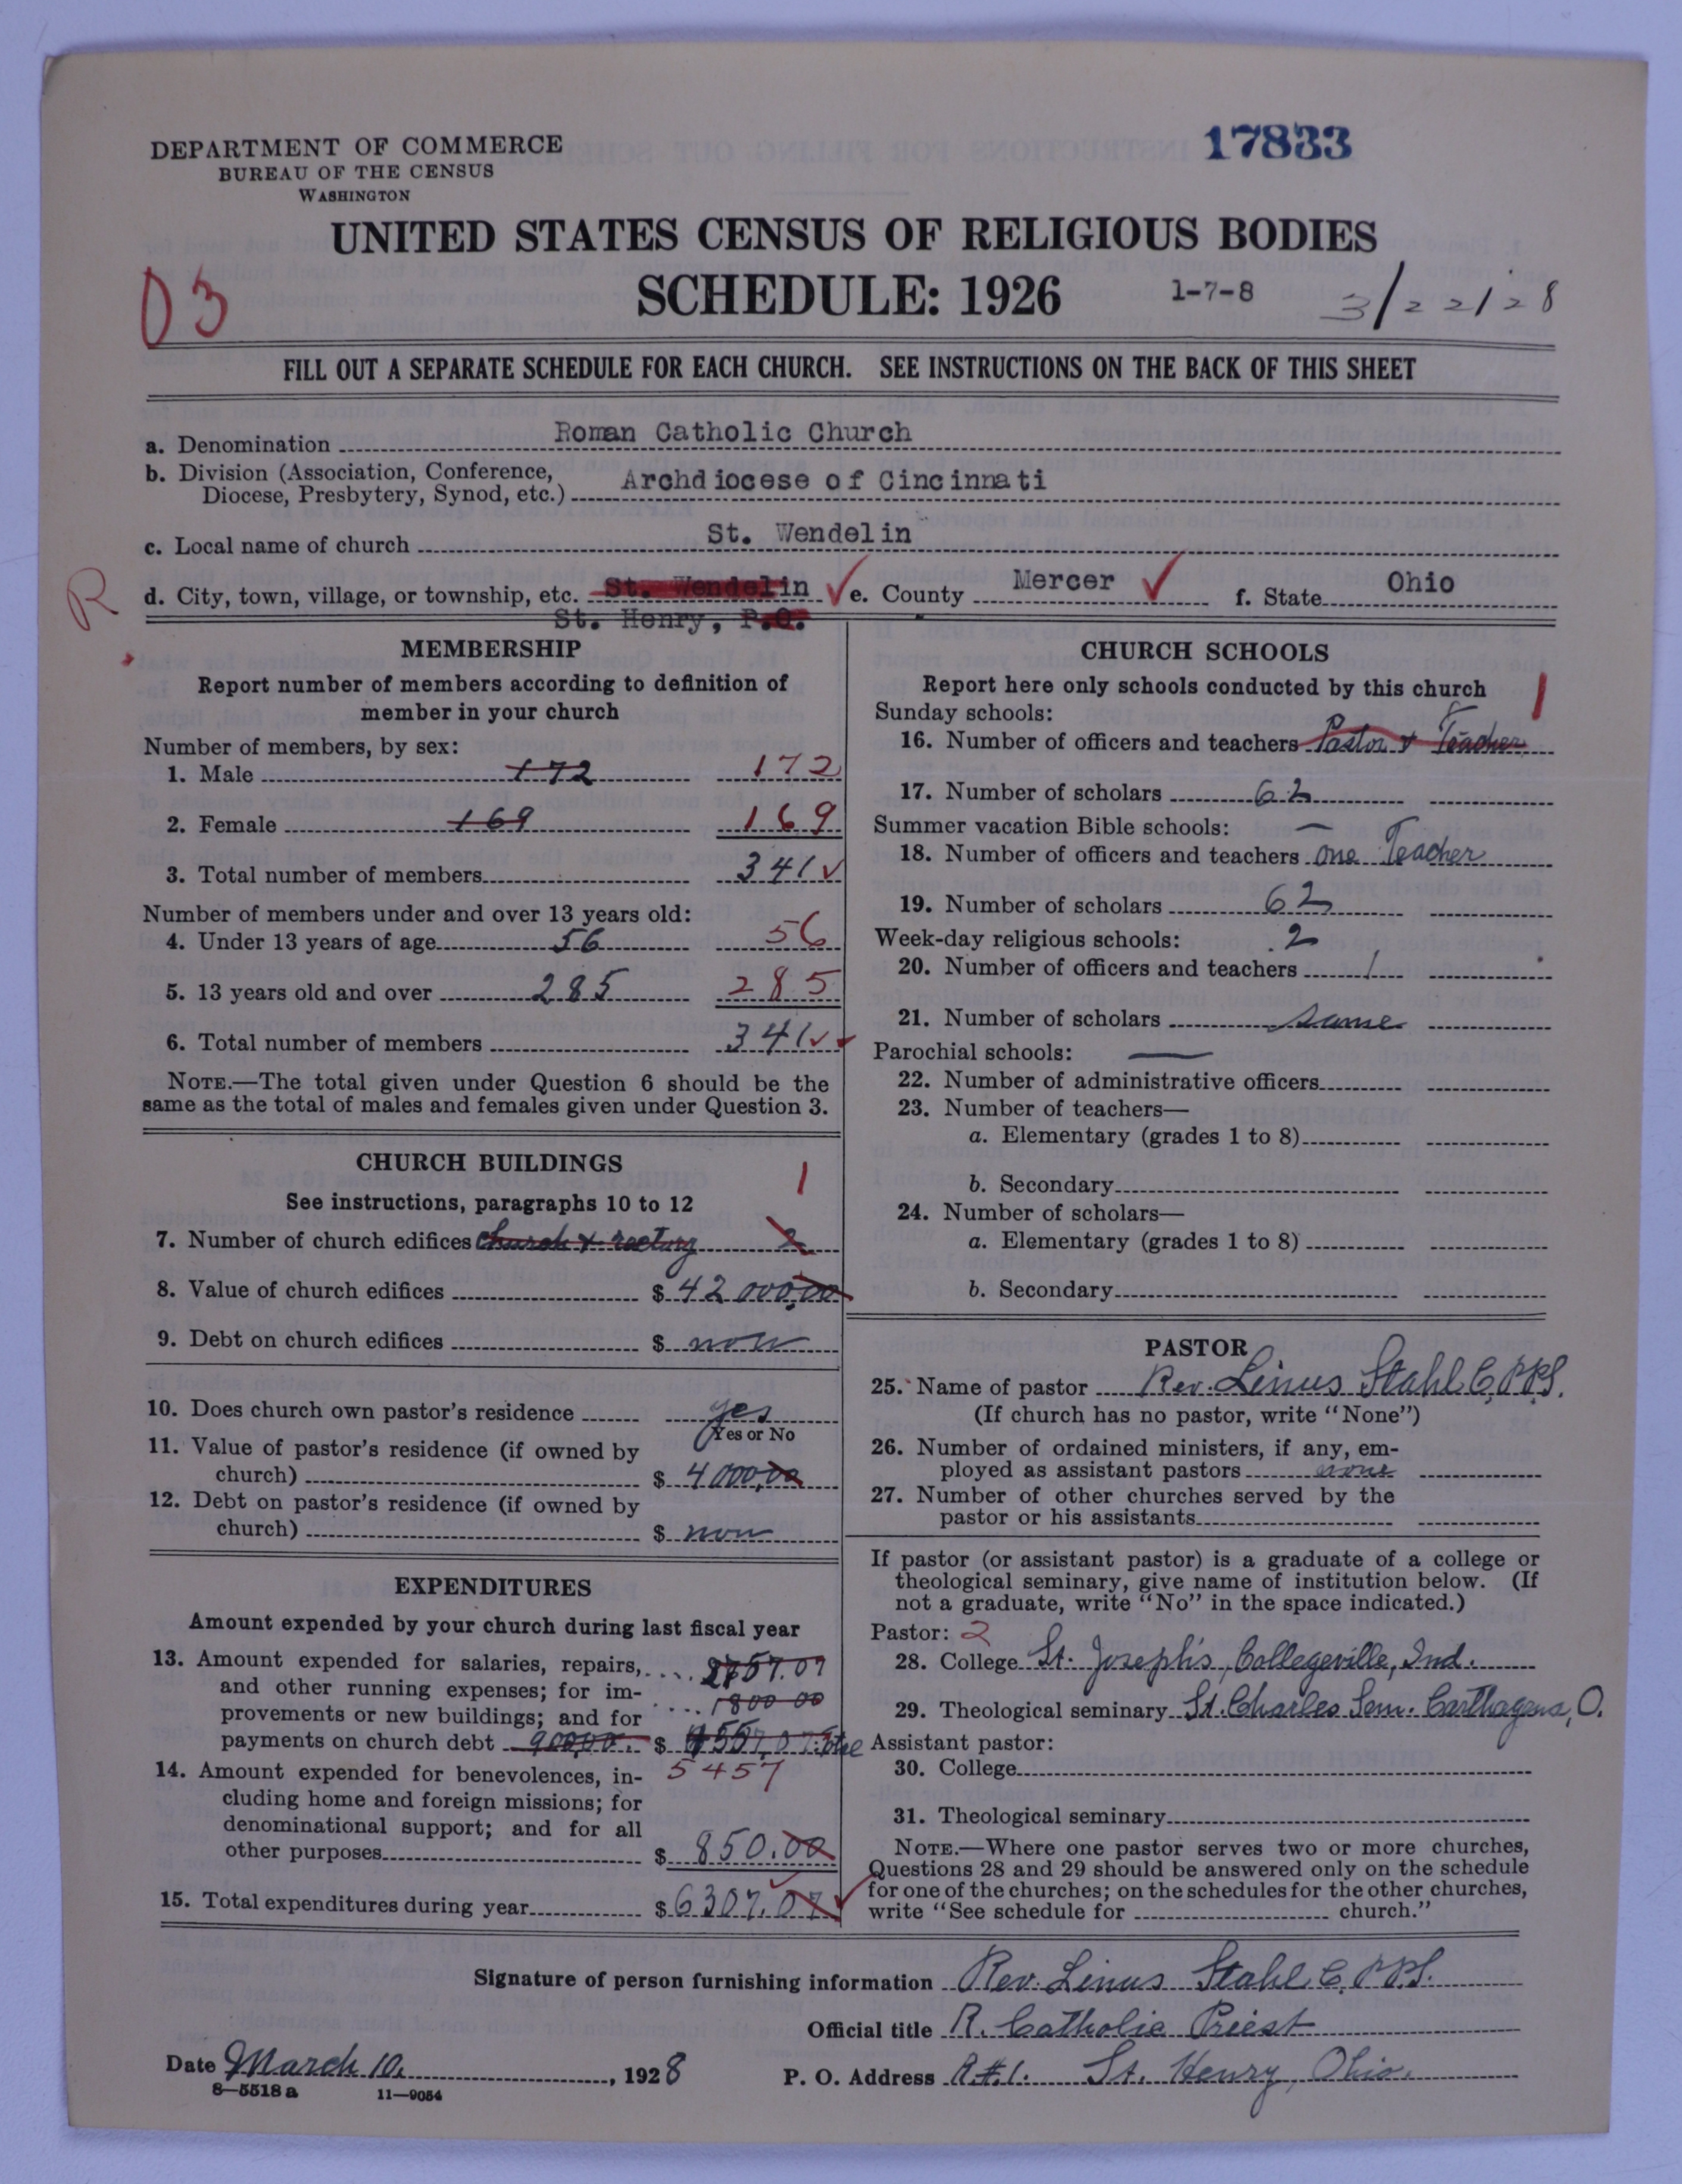 17833
DEPARTMENT OF COMMERCE
BUREAU OF THE CENSUS
WASHINGTON
UNITED STATES CENSUS OF RELIGIOUS BODIES
SCHEDULE: 1926 1-7-8 3/22/28
03
FILL OUT A SEPARATE SCHEDULE FOR EACH CHURCH. SEE INSTRUCTIONS ON THE BACK OF THIS SHEET
a. Denomination Roman Catholic Church
b. Division (Association, Conference, Diocese, Presbytery, Synod, etc.) Archdiocese of Cincinnati
c. Local name of church St. Wendelin
R
d. City, town, village, or township, etc. St. Wendelin ✓ e. County Mercer ✓ f. State Ohio
St. Henry, P.O.
MEMBERSHIP
Report number of members according to definition of
member in your church
Number of members, by sex:
1. Male 172 172
2. Female 169 169
3. Total number of members 341 ✓
Number of members under and over 13 years old:
4. Under 13 years of age 56 56
5. 13 years old and over 285 285
6. Total number of members 341 ✓
NOTE.—The total given under Question 6 should be the
same as the total of males and females given under Question 3.
CHURCH BUILDINGS
1
See instructions, paragraphs 10 to 12
7. Number of church edifices church & rectory 2
8. Value of church edifices $ 42000.00
9. Debt on church edifices $ non
10. Does church own pastor's residence yes
Yes or No
11. Value of pastor's residence (if owned by
church) $ 4000.00
12. Debt on pastor's residence (if owned by
church) $ non
EXPENDITURES
Amount expended by your church during last fiscal year
13. Amount expended for salaries, repairs, 2757.07
and other running expenses; for im-
provements or new buildings; and for 1800 00
payments on church debt 900.00 $ 4557.07
5457
14. Amount expended for benevolences, in-
cluding home and foreign missions; for
denominational support; and for all
other purposes $ 850.00
15. Total expenditures during year $ 6307.07 ✓
CHURCH SCHOOLS
Report here only schools conducted by this church 1
Sunday schools:
16. Number of officers and teachers Pastor & Teacher
17. Number of scholars 62
Summer vacation Bible schools: —
18. Number of officers and teachers one Teacher
19. Number of scholars 62
Week-day religious schools: 2
20. Number of officers and teachers 1
21. Number of scholars same
Parochial schools: —
22. Number of administrative officers
23. Number of teachers—
a. Elementary (grades 1 to 8)
b. Secondary
24. Number of scholars—
a. Elementary (grades 1 to 8)
b. Secondary
PASTOR
25. Name of pastor Rev. Linus Stahl C.PP.S.
(If church has no pastor, write "None")
26. Number of ordained ministers, if any, em-
ployed as assistant pastors none
27. Number of other churches served by the
pastor or his assistants
If pastor (or assistant pastor) is a graduate of a college or
theological seminary, give name of institution below. (If
not a graduate, write "No" in the space indicated.)
Pastor: 2
28. College St. Joseph's, Collegeville, Ind.
29. Theological seminary St. Charles Sem. Carthagena, O.
Assistant pastor:
30. College
31. Theological seminary
NOTE.—Where one pastor serves two or more churches,
Questions 28 and 29 should be answered only on the schedule
for one of the churches; on the schedules for the other churches,
write "See schedule for church."
Signature of person furnishing information Rev. Linus Stahl C.PP.S.
Official title R. Catholic Priest
Date March 10, 1928 P. O. Address R.#1. St. Henry, Ohio.
8—5518 a 11—9054